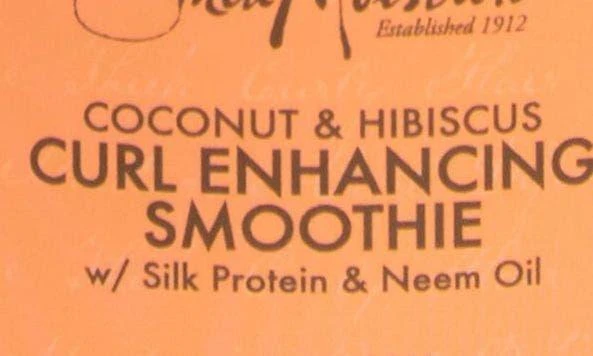 Established 1912
COCONUT & HIBISCUS
CURL ENHANCING
SMOOTHIE
w/ Silk Protein & Neem Oil